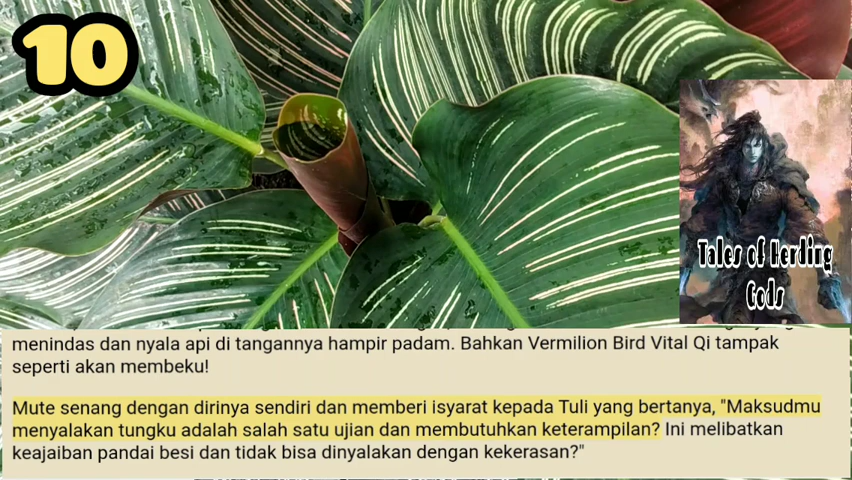 10
Tales of Herding
Gods
menindas dan nyala api di tangannya hampir padam. Bahkan Vermilion Bird Vital Qi tampak
seperti akan membeku!
Mute senang dengan dirinya sendiri dan memberi isyarat kepada Tuli yang bertanya, "Maksudmu
menyalakan tungku adalah salah satu ujian dan membutuhkan keterampilan? Ini melibatkan
keajaiban pandai besi dan tidak bisa dinyalakan dengan kekerasan?"